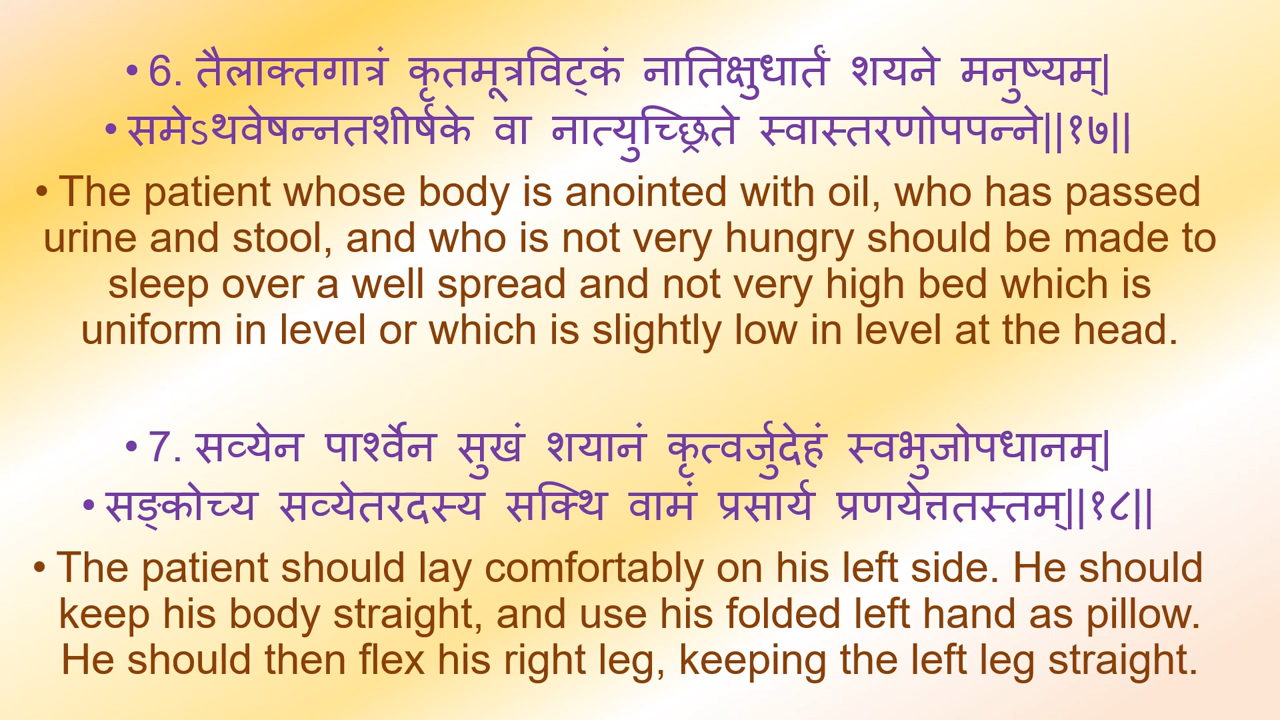 • 6. तैलाक्तगात्रं कृतमूत्रविट्कं नातिक्षुधार्तं शयने मनुष्यम्|
• समेऽथवेषन्नतशीर्षके वा नात्युच्छ्रिते स्वास्तरणोपपन्ने||१७||
• The patient whose body is anointed with oil, who has passed
urine and stool, and who is not very hungry should be made to
sleep over a well spread and not very high bed which is
uniform in level or which is slightly low in level at the head.
• 7. सव्येन पार्श्वेन सुखं शयानं कृत्वर्जुदेहं स्वभुजोपधानम्|
• सङ्कोच्य सव्येतरदस्य सक्थि वामं प्रसार्य प्रणयेत्ततस्तम्||१८||
• The patient should lay comfortably on his left side. He should
keep his body straight, and use his folded left hand as pillow.
He should then flex his right leg, keeping the left leg straight.